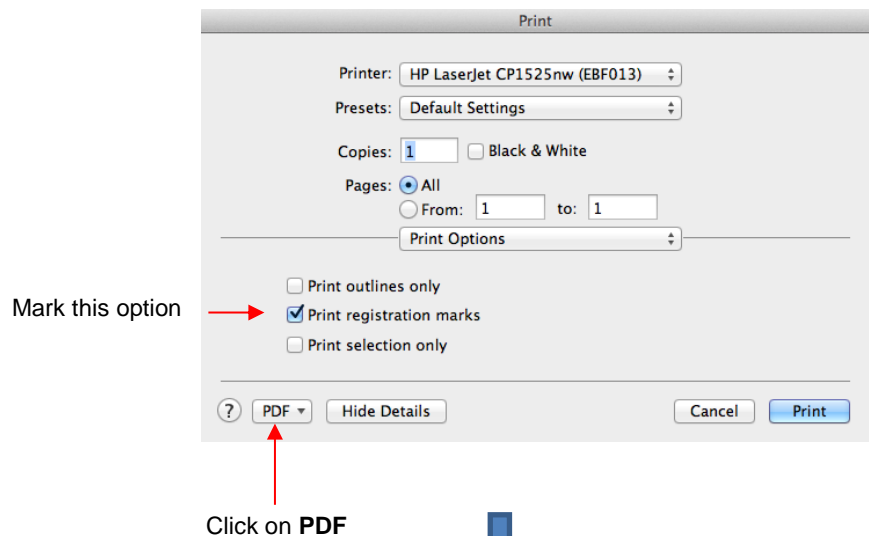 Print
Printer: HP LaserJet CP1525nw (EBF013)
Presets: Default Settings
Copies: 1 Black & White
Pages: All
From: 1 to: 1
Print Options
Print outlines only
Mark this option Print registration marks
Print selection only
? PDF Hide Details Cancel Print
Click on PDF